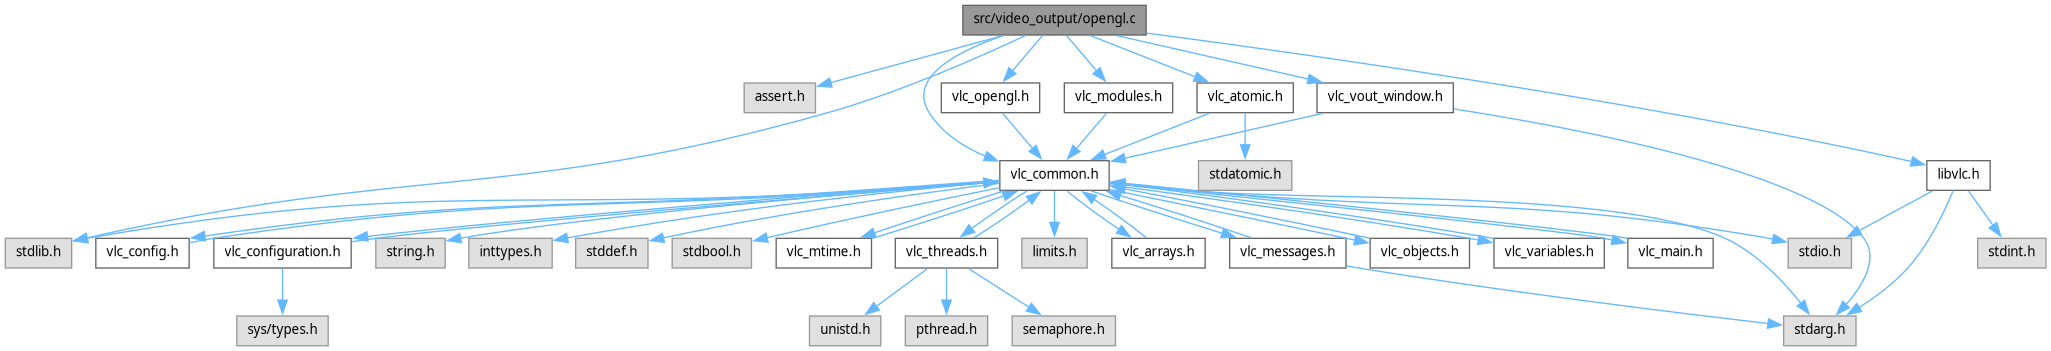 src/video_output/opengl.c
assert.h
vlc_opengl.h
vlc_modules.h
vlc_atomic.h
vlc_vout_window.h
vlc_common.h
stdatomic.h
libvlc.h
stdlib.h
vlc_config.h
vlc_configuration.h
string.h
inttypes.h
stddef.h
stdbool.h
vlc_mtime.h
vlc_threads.h
limits.h
vlc_arrays.h
vlc_messages.h
vlc_objects.h
vlc_variables.h
vlc_main.h
stdio.h
stdint.h
sys/types.h
unistd.h
pthread.h
semaphore.h
stdarg.h